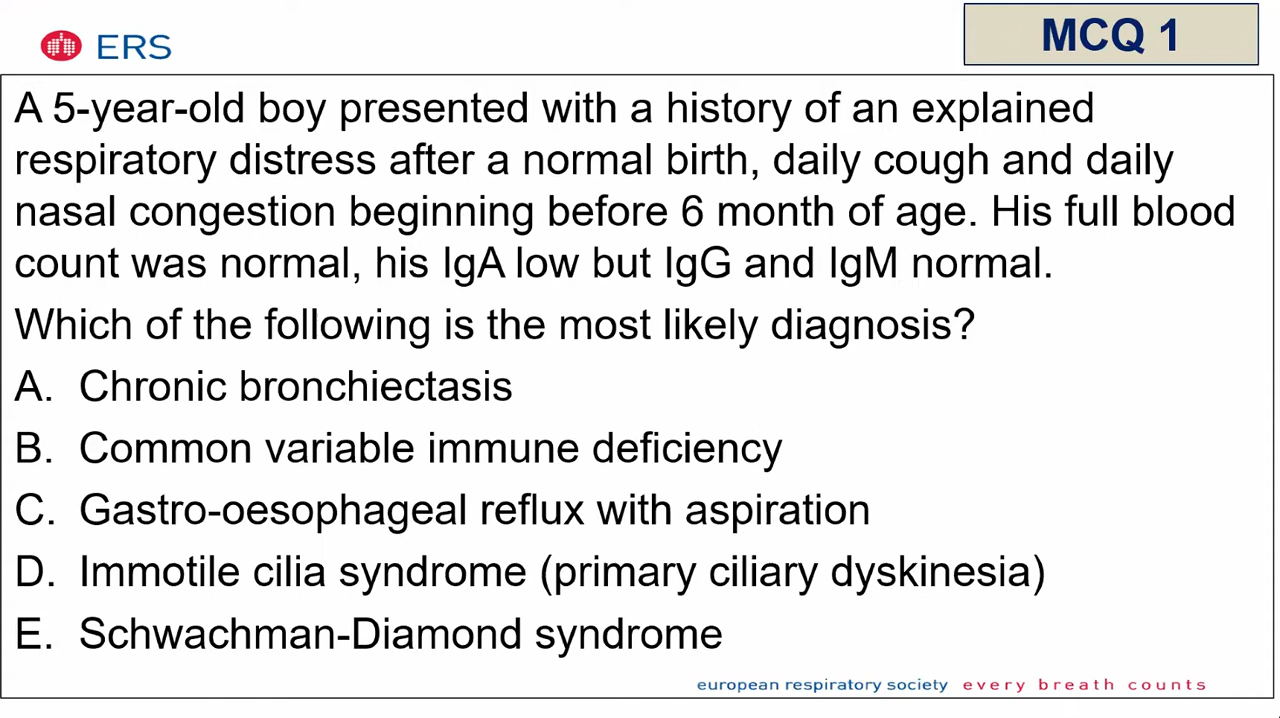 ERS
MCQ 1
A 5-year-old boy presented with a history of an explained
respiratory distress after a normal birth, daily cough and daily
nasal congestion beginning before 6 month of age. His full blood
count was normal, his IgA low but IgG and IgM normal.
Which of the following is the most likely diagnosis?
A. Chronic bronchiectasis
B. Common variable immune deficiency
C. Gastro-oesophageal reflux with aspiration
D. Immotile cilia syndrome (primary ciliary dyskinesia)
E. Schwachman-Diamond syndrome
european respiratory society every breath counts